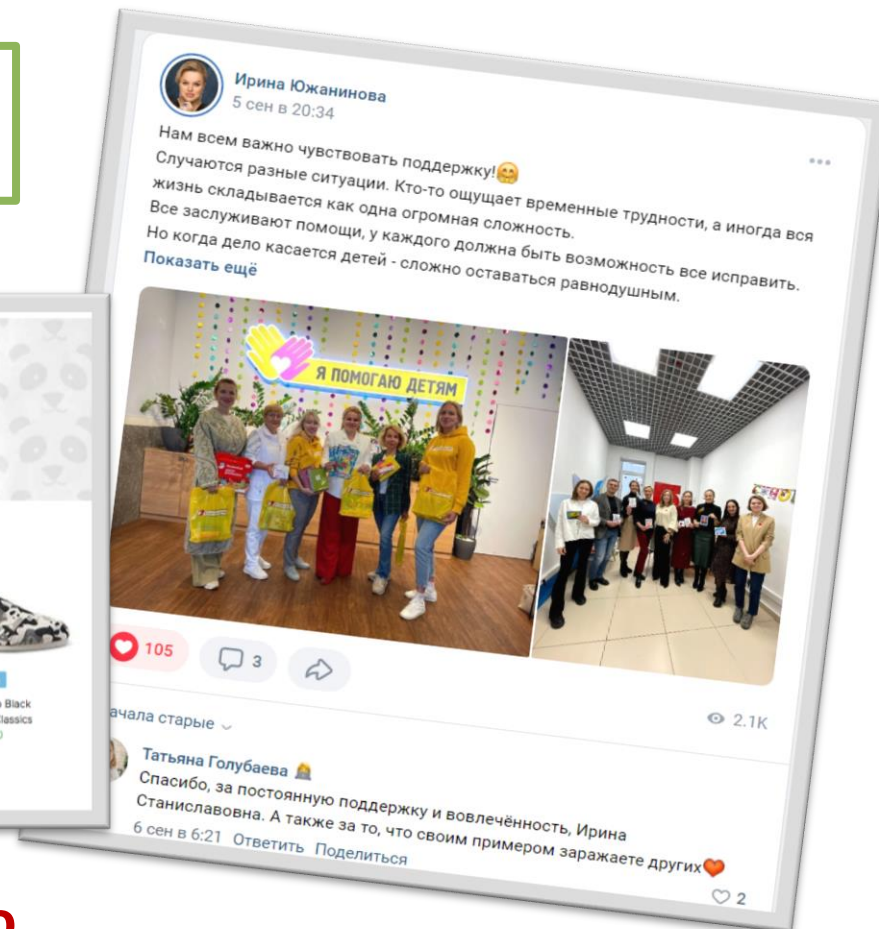 Ирина Южанинова
5 сен в 20:34
Нам всем важно чувствовать поддержку!🤗
Случаются разные ситуации. Кто-то ощущает временные трудности, а иногда вся
жизнь складывается как одна огромная сложность.
Все заслуживают помощи, у каждого должна быть возможность все исправить.
Но когда дело касается детей - сложно оставаться равнодушным.
Показать ещё
Я ПОМОГАЮ ДЕТЯМ
105
3
2.1K
Black
lassics
ачала старые
Татьяна Голубаева
Спасибо, за постоянную поддержку и вовлечённость, Ирина
Станиславовна. А также за то, что своим примером заражаете других
6 сен в 6:21 Ответить Поделиться
2